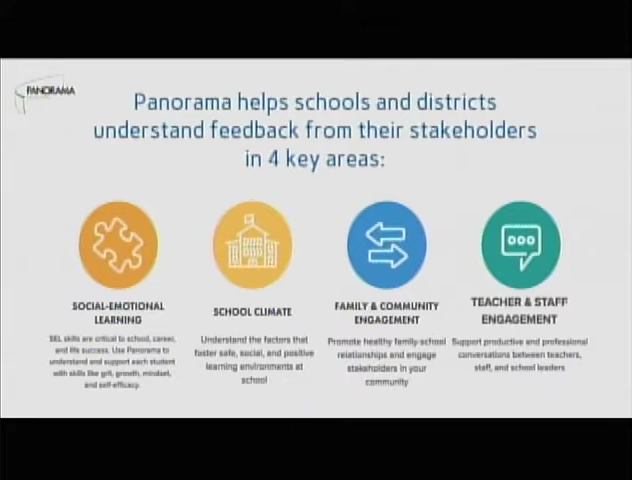 PANORAMA
Panorama helps schools and districts
understand feedback from their stakeholders
in 4 key areas:
SOCIAL-EMOTIONAL
LEARNING
SEL skills are critical to school, career,
and life success. Use Panorama to
understand and support each student
with skills like grit, growth, mindset,
and self-efficacy.
SCHOOL CLIMATE
Understand the factors that
foster safe, social, and positive
learning environments at
school
FAMILY & COMMUNITY
ENGAGEMENT
Promote healthy family-school
relationships and engage
stakeholders in your
community
TEACHER & STAFF
ENGAGEMENT
Support productive and professional
conversations between teachers,
staff, and school leaders